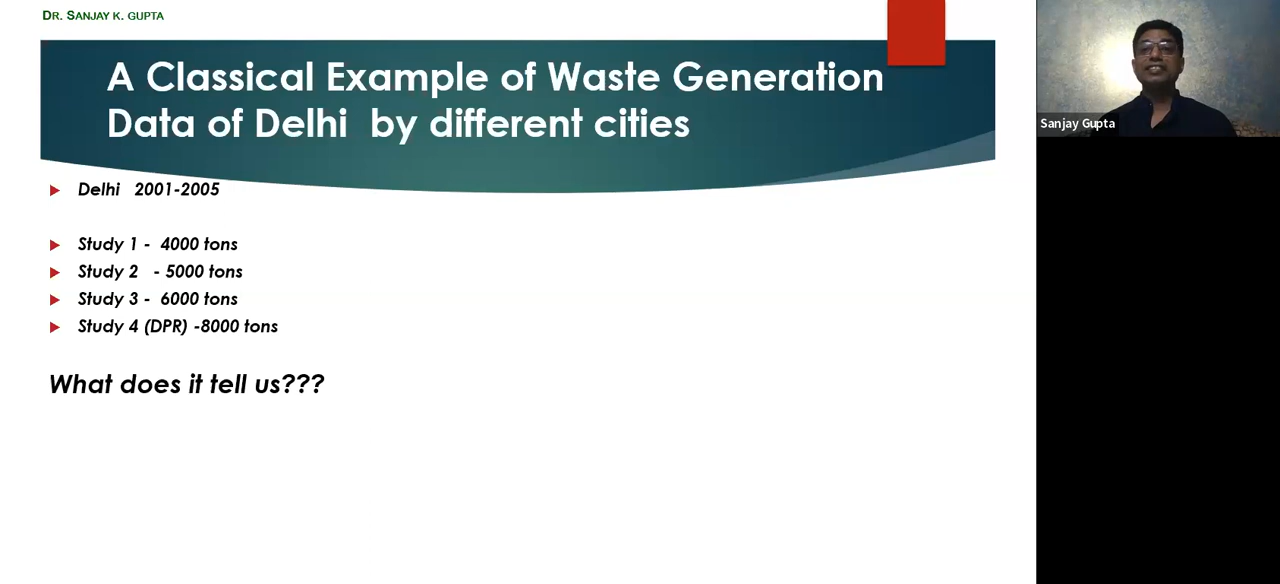 DR. SANJAY K. GUPTA
A Classical Example of Waste Generation
Data of Delhi by different cities
Delhi 2001-2005
Study 1 - 4000 tons
Study 2 - 5000 tons
Study 3 - 6000 tons
Study 4 (DPR) -8000 tons
What does it tell us???
Sanjay Gupta